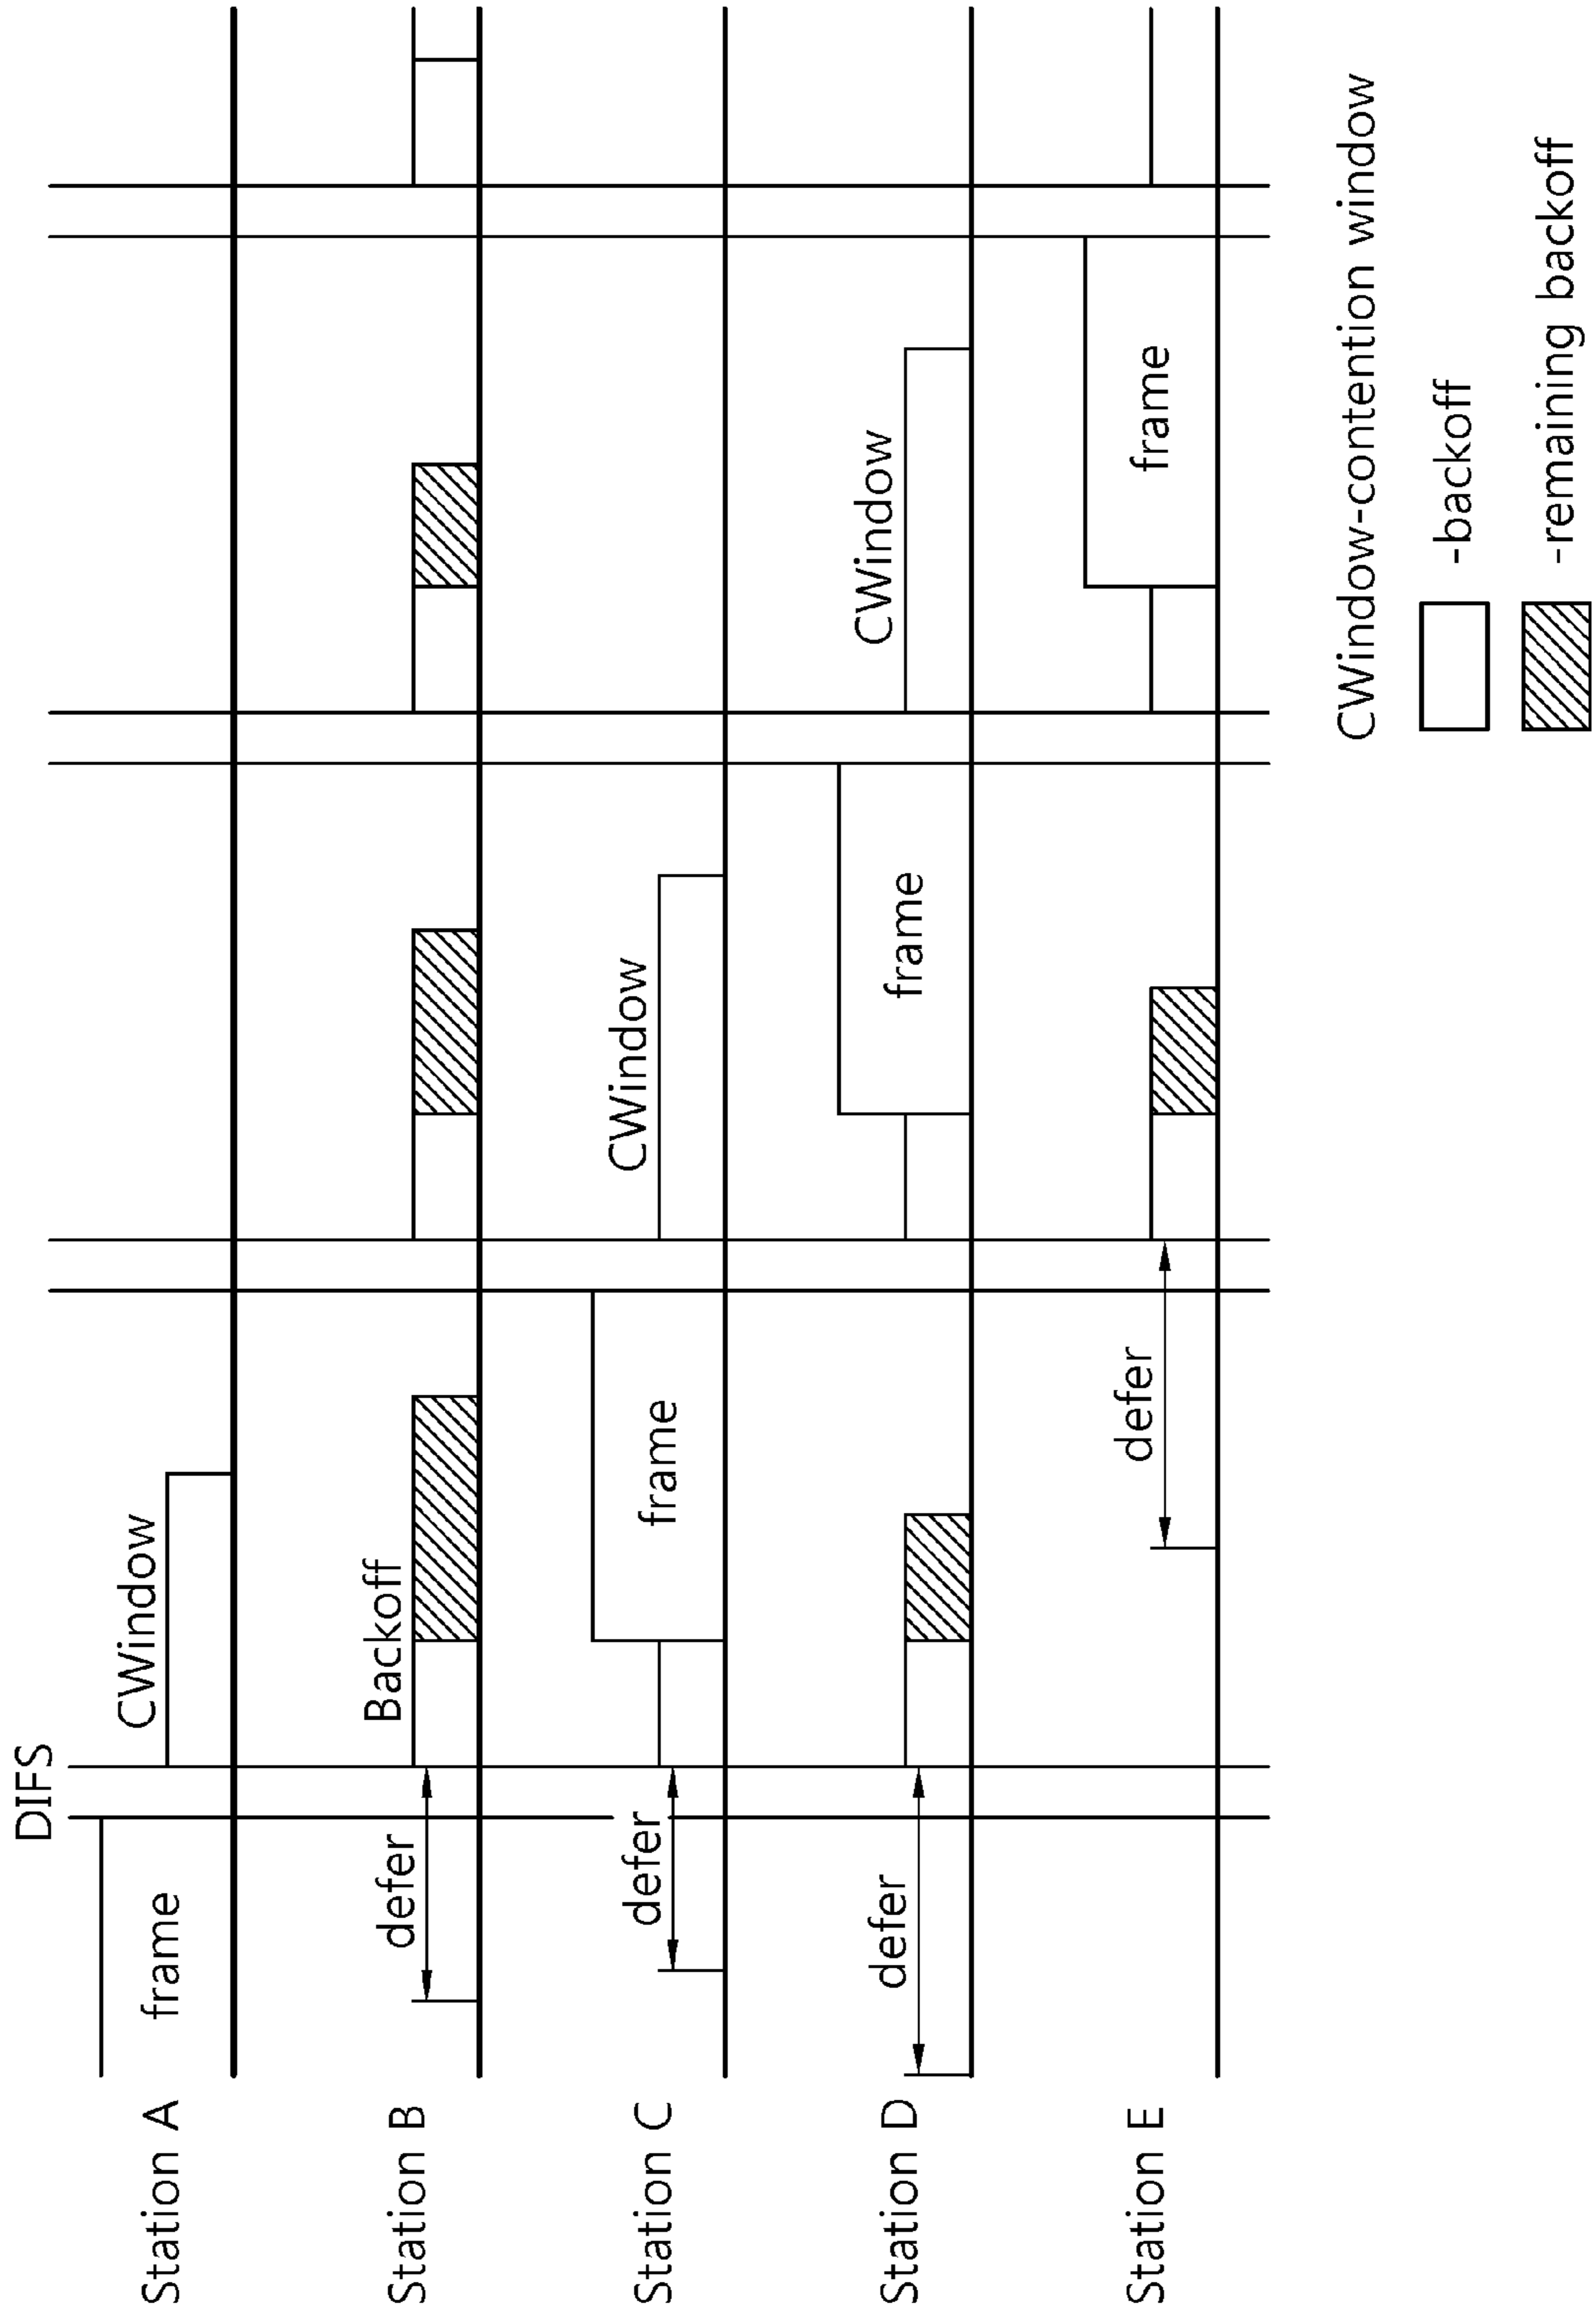 DIFS
Station A
frame
CWindow
Station B
defer
Backoff
Station C
defer
frame
CWindow
Station D
defer
frame
CWindow
Station E
defer
frame
CWindow-contention window
-backoff
-remaining backoff